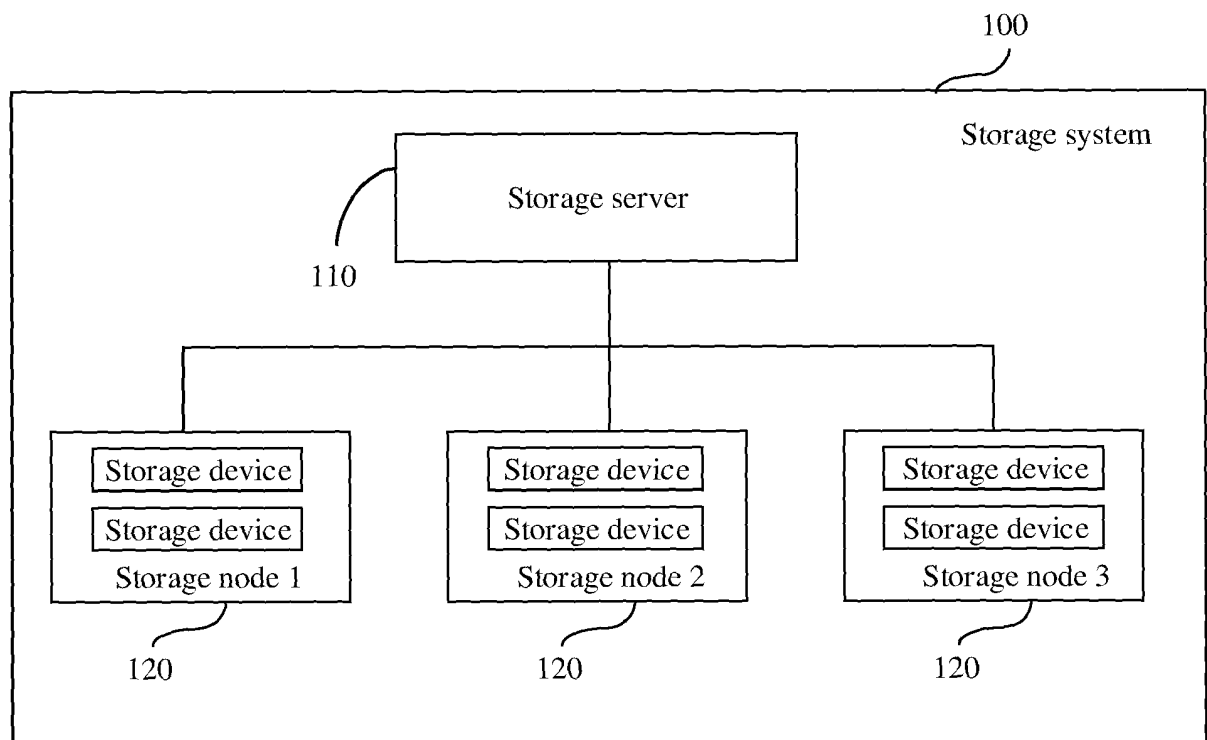 100
Storage system
Storage server
110
Storage device
Storage device
Storage node 1
120
Storage device
Storage device
Storage node 2
120
Storage device
Storage device
Storage node 3
120